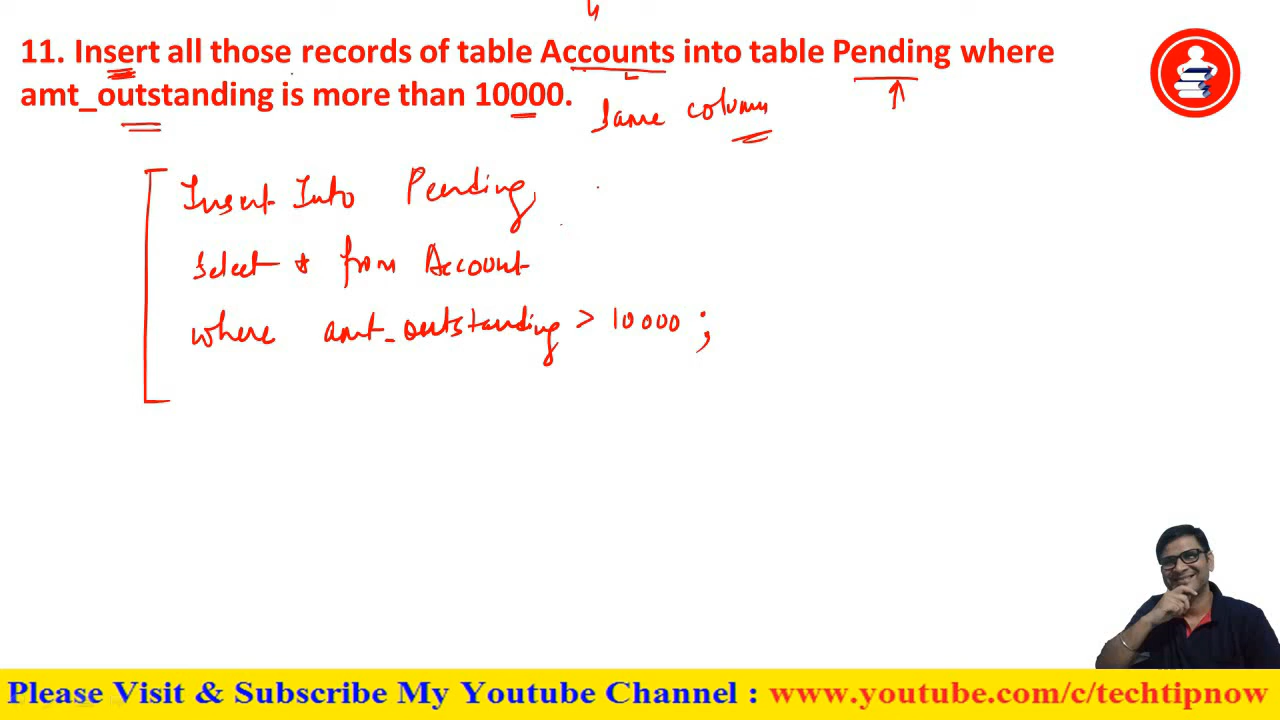 11. Insert all those records of table Accounts into table Pending where
amt_outstanding is more than 10000.
Same column
Insert Into Pending
Select * from Account
where amt_outstanding > 10000 ;
Please Visit & Subscribe My Youtube Channel : www.youtube.com/c/techtipnow